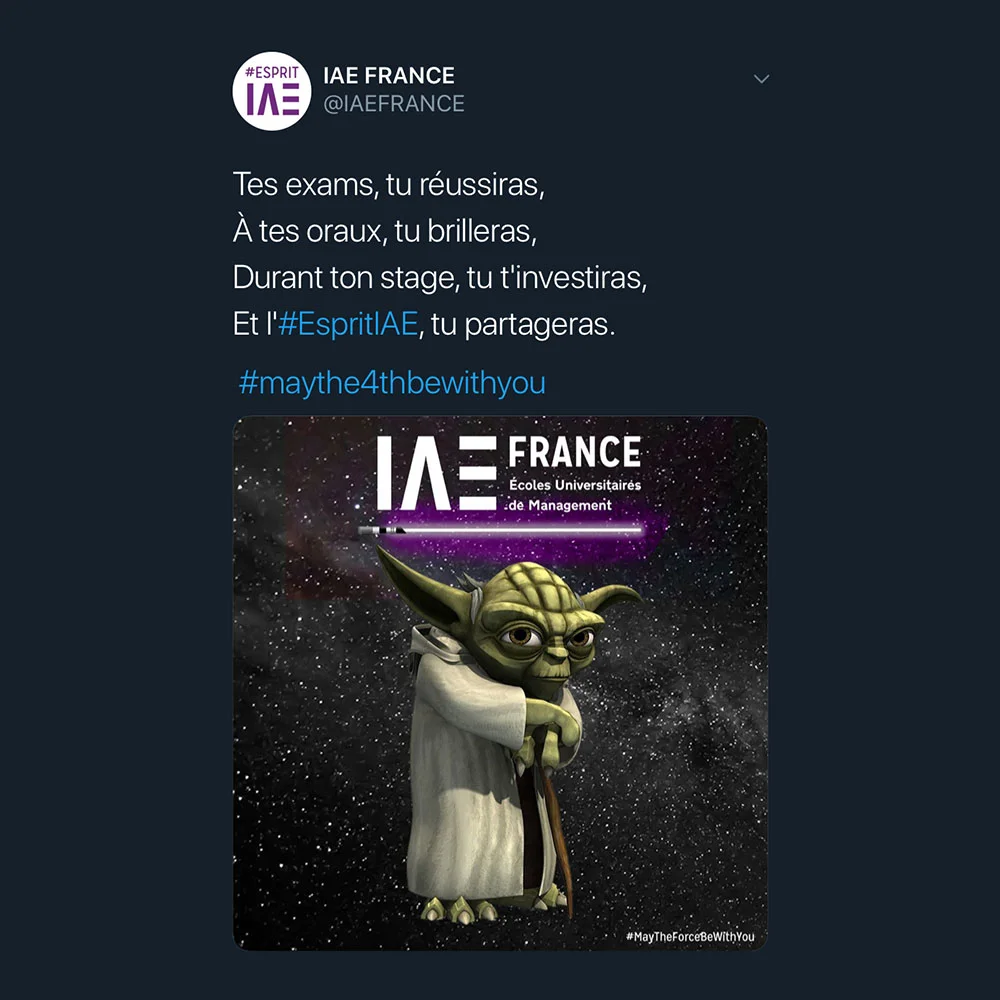 #ESPRIT
IAE
IAE FRANCE
@IAEFRANCE
Tes exams, tu réussiras,
À tes oraux, tu brilleras,
Durant ton stage, tu t'investiras,
Et l'#EspritIAE, tu partageras.
#maythe4thbewithyou
IAE FRANCE
Écoles Universitaires
de Management
#MayTheForceBeWithYou